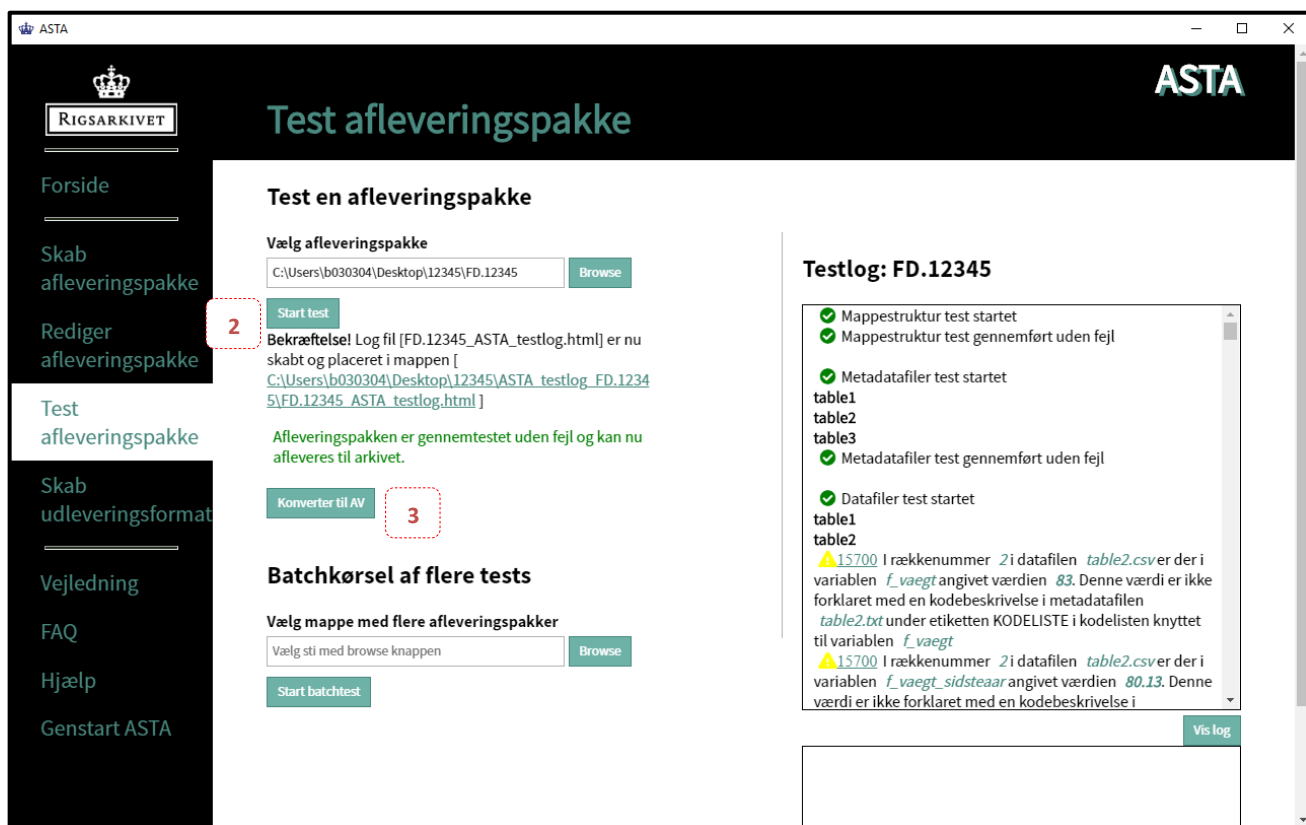 ASTA
ASTA
RIGSARKIVET
Test afleveringspakke
Forside
Skab
afleveringspakke
Rediger
afleveringspakke
Test
afleveringspakke
Skab
udleveringsformat
Vejledning
FAQ
Hjælp
Genstart ASTA
Test en afleveringspakke
Vælg afleveringspakke
C:\Users\b030304\Desktop\12345\FD.12345
Browse
2
Start test
Bekræftelse! Log fil [FD.12345_ASTA_testlog.html] er nu
skabt og placeret i mappen [
C:\Users\b030304\Desktop\12345\ASTA_testlog_FD.1234
5\FD.12345_ASTA_testlog.html ]
Afleveringspakken er gennemtestet uden fejl og kan nu
afleveres til arkivet.
Konverter til AV
3
Batchkørsel af flere tests
Vælg mappe med flere afleveringspakker
Vælg sti med browse knappen
Browse
Start batchtest
Testlog: FD.12345
Mappestruktur test startet
Mappestruktur test gennemført uden fejl
Metadatafiler test startet
table1
table2
table3
Metadatafiler test gennemført uden fejl
Datafiler test startet
table1
table2
15700 I rækkenummer 2 i datafilen table2.csv er der i
variablen f_vaegt angivet værdien 83. Denne værdi er ikke
forklaret med en kodebeskrivelse i metadatafilen
table2.txt under etiketten KODELISTE i kodelisten knyttet
til variablen f_vaegt
15700 I rækkenummer 2 i datafilen table2.csv er der i
variablen f_vaegt_sidsteaar angivet værdien 80.13. Denne
værdi er ikke forklaret med en kodebeskrivelse i
Vis log